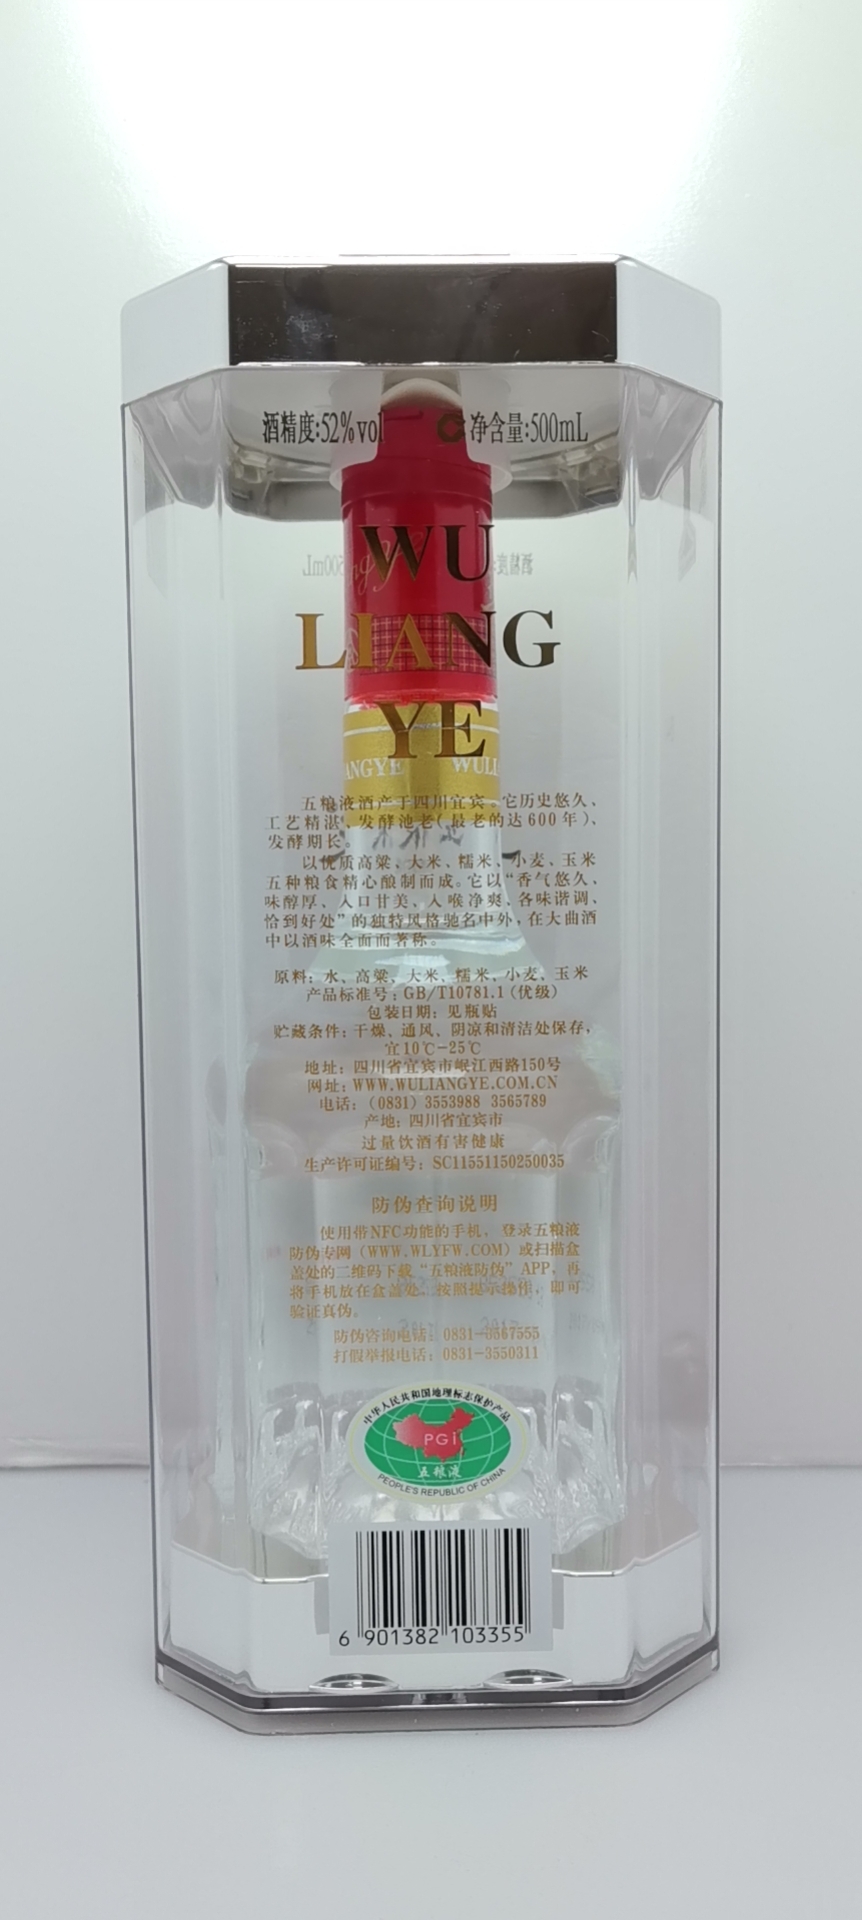 酒精度:52%vol 净含量:500mL
WU
LIANG
YE
ANGYE WULI
五粮液酒产于四川宜宾。它历史悠久、
工艺精湛、发酵池老(最老的达600年)、
发酵期长。
以优质高粱、大米、糯米、小麦、玉米
五种粮食精心酿制而成。它以“香气悠久、
味醇厚、入口甘美、入喉净爽、各味谐调、
恰到好处”的独特风格驰名中外,在大曲酒
中以酒味全面而著称。
原料: 水、高粱、大米、糯米、小麦、玉米
产品标准号: GB/T10781.1(优级)
包装日期: 见瓶贴
贮藏条件: 干燥、通风、阴凉和清洁处保存,
宜10℃-25℃
地址: 四川省宜宾市岷江西路150号
网址: WWW.WULIANGYE.COM.CN
电话: (0831) 3553988 3565789
产地: 四川省宜宾市
过量饮酒有害健康
生产许可证编号: SC11551150250035
防伪查询说明
使用带NFC功能的手机, 登录五粮液
防伪专网(WWW.WLYFW.COM)或扫描盒
盖处的二维码下载“五粮液防伪”APP, 再
将手机放在盒盖处, 按照提示操作, 即可
验证真伪。
防伪咨询电话: 0831-3567555
打假举报电话: 0831-3550311
中华人民共和国地理标志保护产品
PGI
五粮液
PEOPLE'S REPUBLIC OF CHINA
6 901382 103355